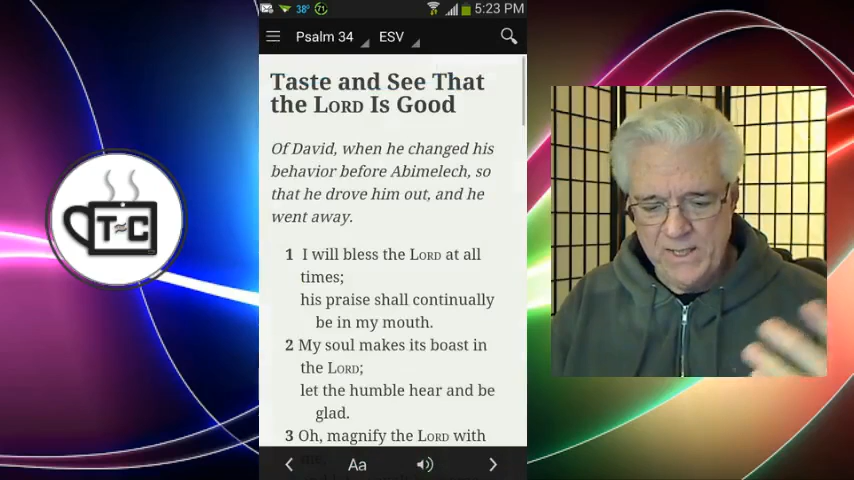 38° 71 5:23 PM
Psalm 34 ESV
Taste and See That
the LORD Is Good
Of David, when he changed his
behavior before Abimelech, so
that he drove him out, and he
went away.
1 I will bless the LORD at all
times;
his praise shall continually
be in my mouth.
2 My soul makes its boast in
the LORD;
let the humble hear and be
glad.
3 Oh, magnify the LORD with
me,
Aa
T≈C